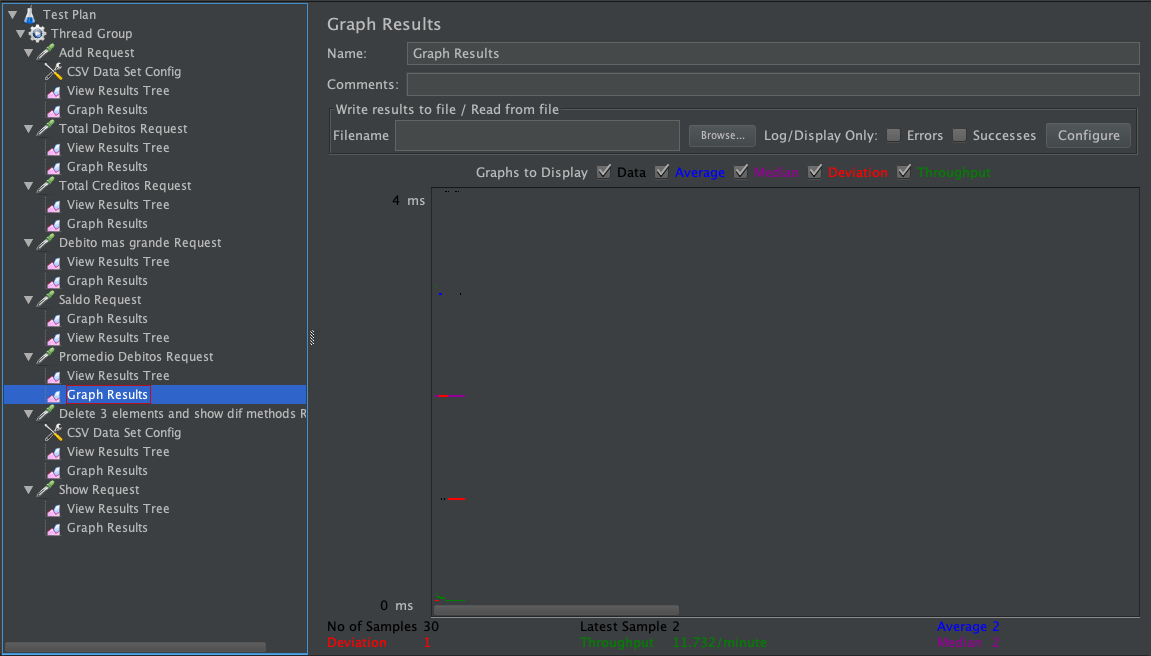 Test Plan
Thread Group
Add Request
CSV Data Set Config
View Results Tree
Graph Results
Total Debitos Request
View Results Tree
Graph Results
Total Creditos Request
View Results Tree
Graph Results
Debito mas grande Request
View Results Tree
Graph Results
Saldo Request
Graph Results
View Results Tree
Promedio Debitos Request
View Results Tree
Graph Results
Delete 3 elements and show dif methods R
CSV Data Set Config
View Results Tree
Graph Results
Show Request
View Results Tree
Graph Results
Graph Results
Name: Graph Results
Comments:
Write results to file / Read from file
Filename Browse... Log/Display Only: Errors Successes Configure
Graphs to Display Data Average Median Deviation Throughput
4 ms
0 ms
No of Samples 30 Latest Sample 2 Average 2
Deviation 1 Throughput 11.732/minute Median 2